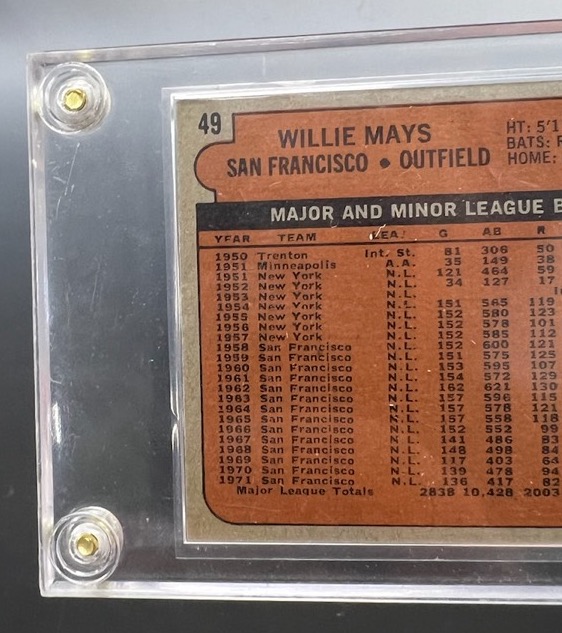 49
WILLIE MAYS
SAN FRANCISCO • OUTFIELD
HT: 5'1
BATS: R
HOME:
MAJOR AND MINOR LEAGUE B
YEAR TEAM LEA. G AB R
1950 Trenton Int. St. 81 306 50
1951 Minneapolis A.A. 35 149 38
1951 New York N.L. 121 464 59
1952 New York N.L. 34 127 17
1953 New York N.L. In
1954 New York N.L. 151 565 119
1955 New York N.L. 152 580 123
1956 New York N.L. 152 578 101
1957 New York N.L. 152 585 112
1958 San Francisco N.L. 152 600 121
1959 San Francisco N.L. 151 575 125
1960 San Francisco N.L. 153 595 107
1961 San Francisco N.L. 154 572 129
1962 San Francisco N.L. 162 621 130
1963 San Francisco N.L. 157 596 115
1964 San Francisco N.L. 157 578 121
1965 San Francisco N.L. 157 558 118
1966 San Francisco N.L. 152 552 99
1967 San Francisco N.L. 141 486 83
1968 San Francisco N.L. 148 498 84
1969 San Francisco N.L. 117 403 64
1970 San Francisco N.L. 139 478 94
1971 San Francisco N.L. 136 417 82
Major League Totals 2838 10,428 2003